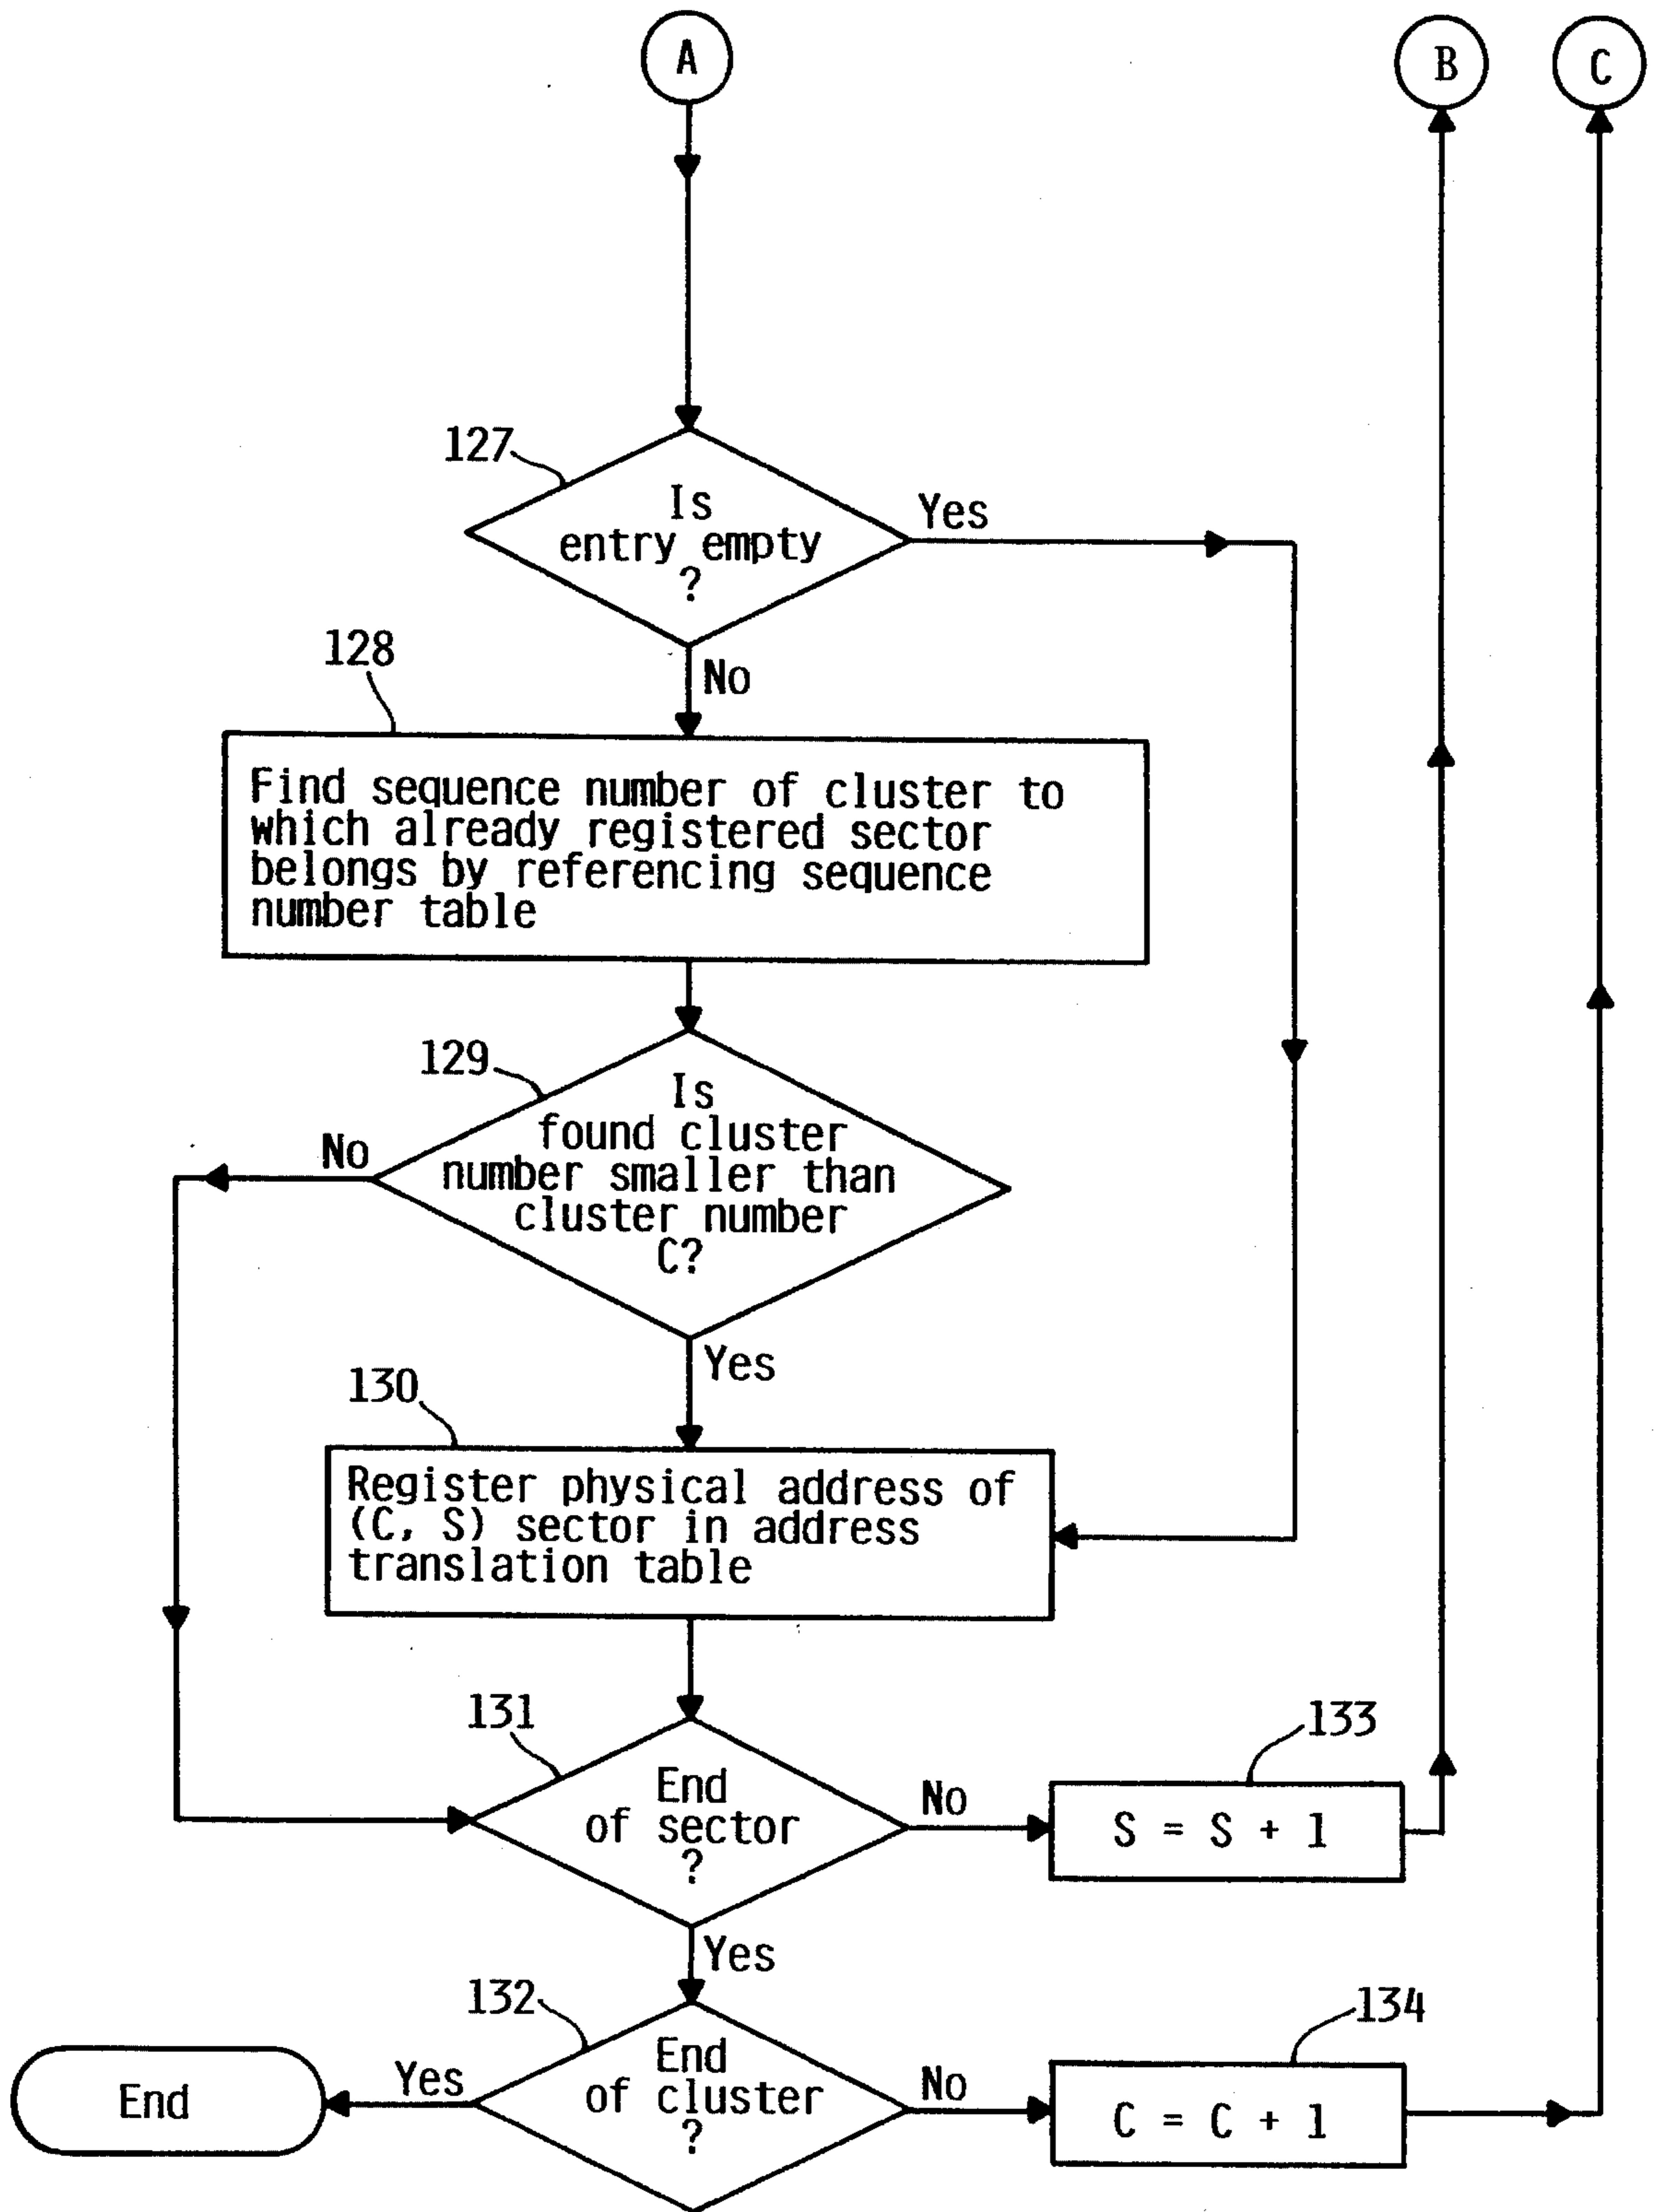 A
B
C
127
Is
entry empty
?
Yes
No
128
Find sequence number of cluster to
which already registered sector
belongs by referencing sequence
number table
129
Is
found cluster
number smaller than
cluster number
C?
No
Yes
130
Register physical address of
(C, S) sector in address
translation table
131
End
of sector
?
No
133
S = S + 1
Yes
132
End
of cluster
?
Yes
End
No
134
C = C + 1